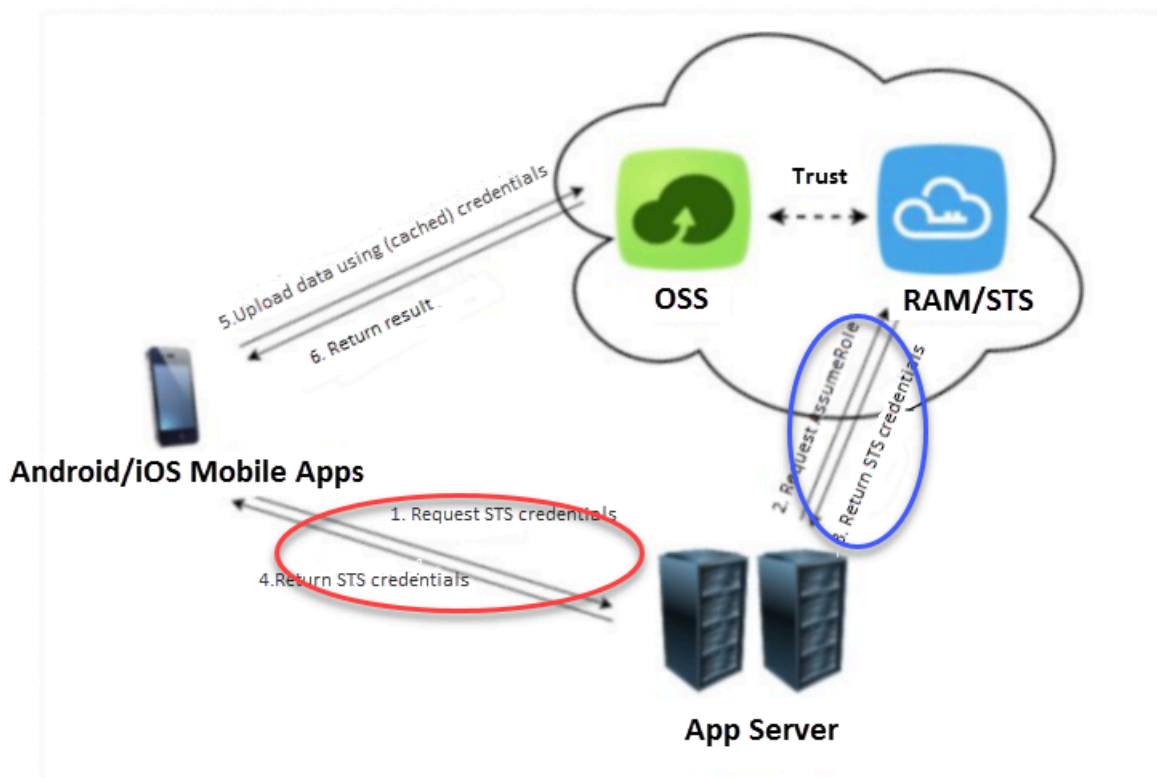 Trust
5.Upload data using (cached) credentials
6. Return result
OSS
RAM/STS
2. Request AssumeRole
3. Return STS credentials
Android/iOS Mobile Apps
1. Request STS credentials
4.Return STS credentials
App Server